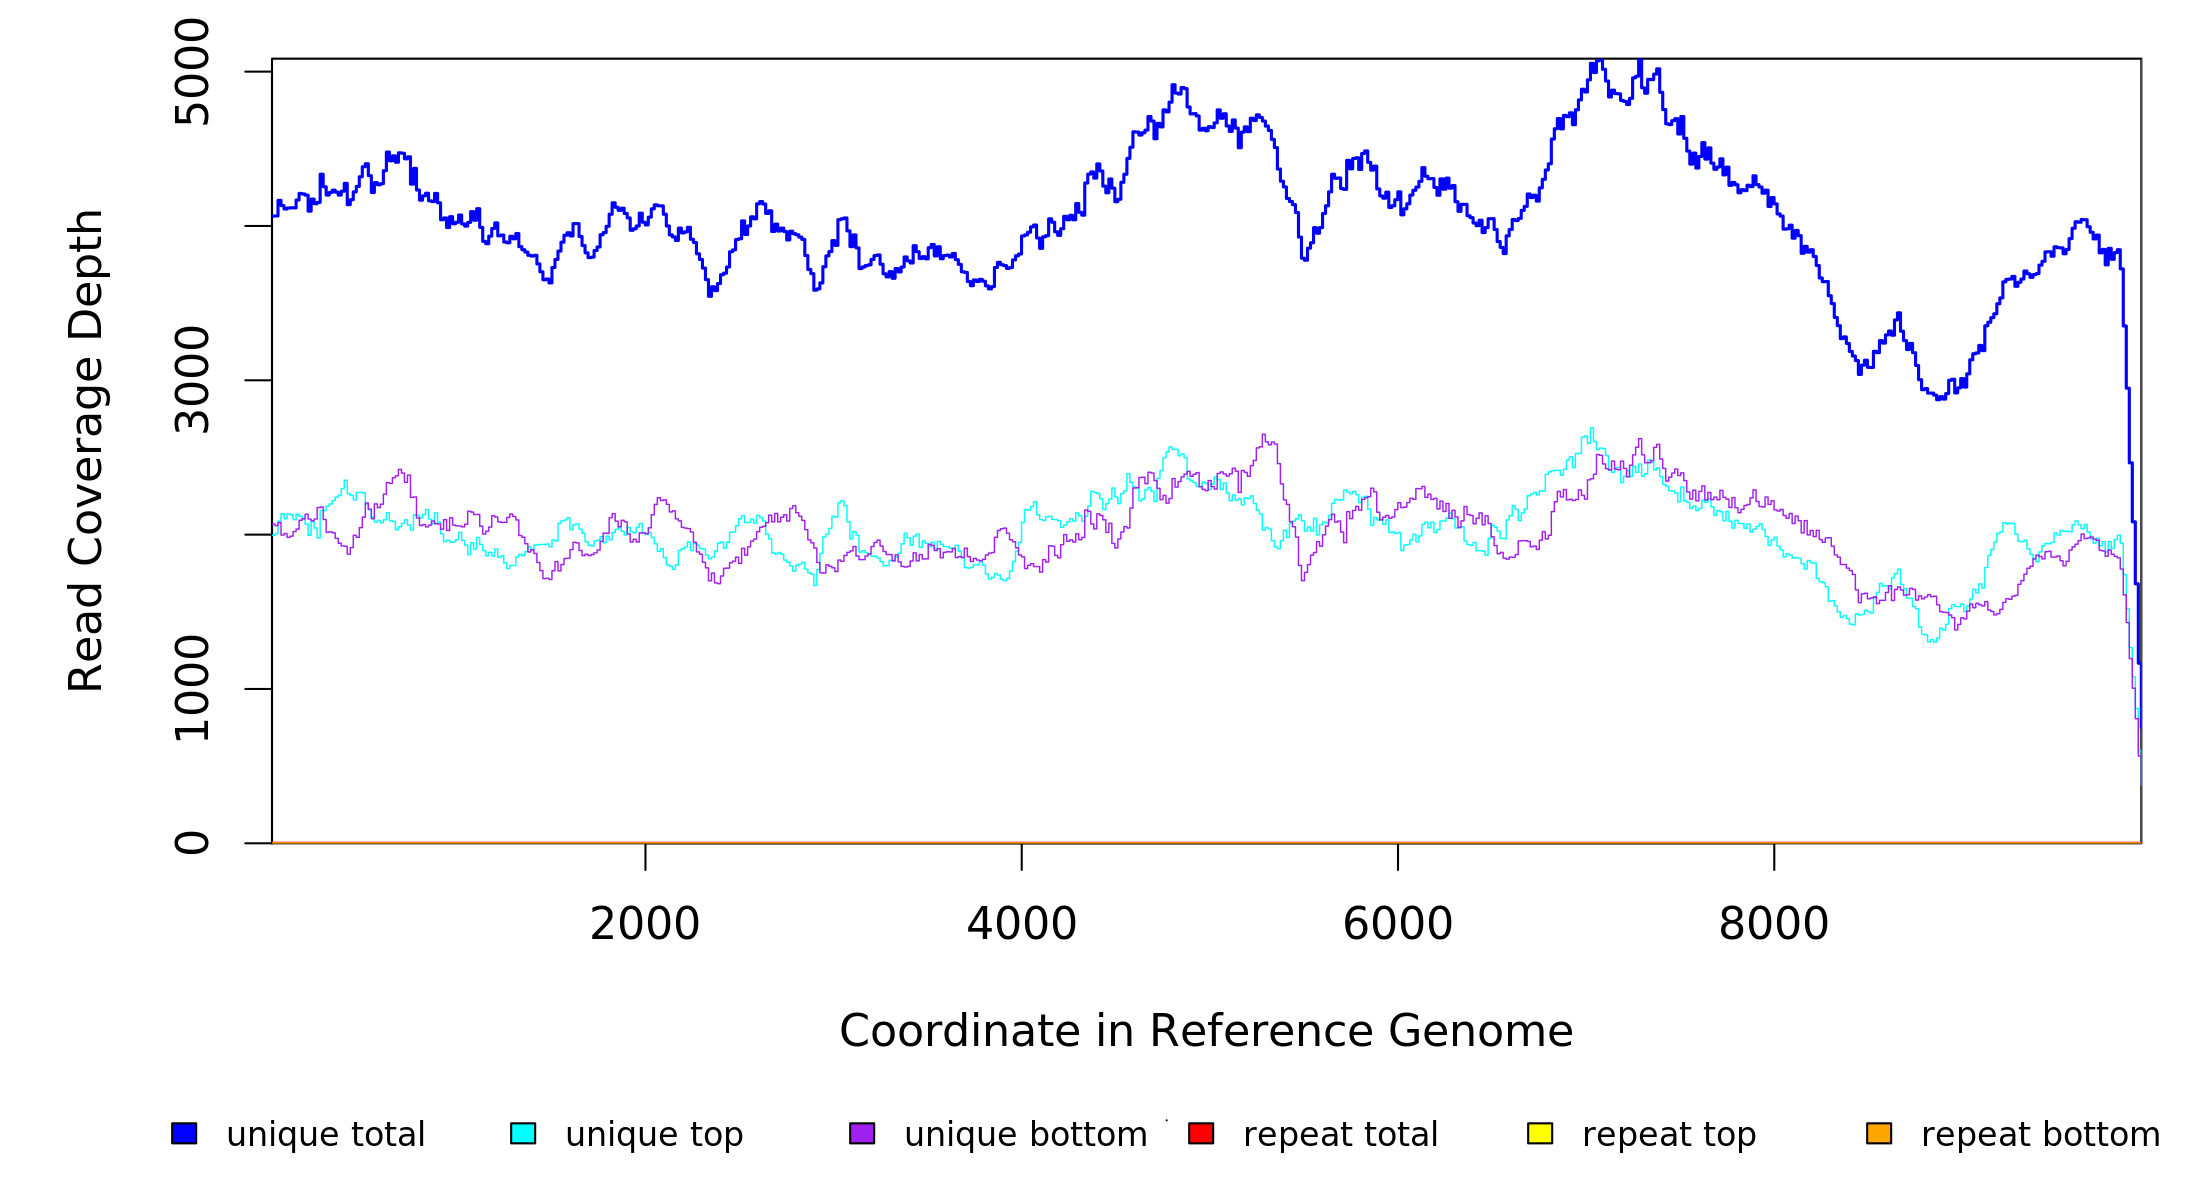 5000
3000
1000
0
Read Coverage Depth
2000 4000 6000 8000
Coordinate in Reference Genome
unique total unique top unique bottom repeat total repeat top repeat bottom